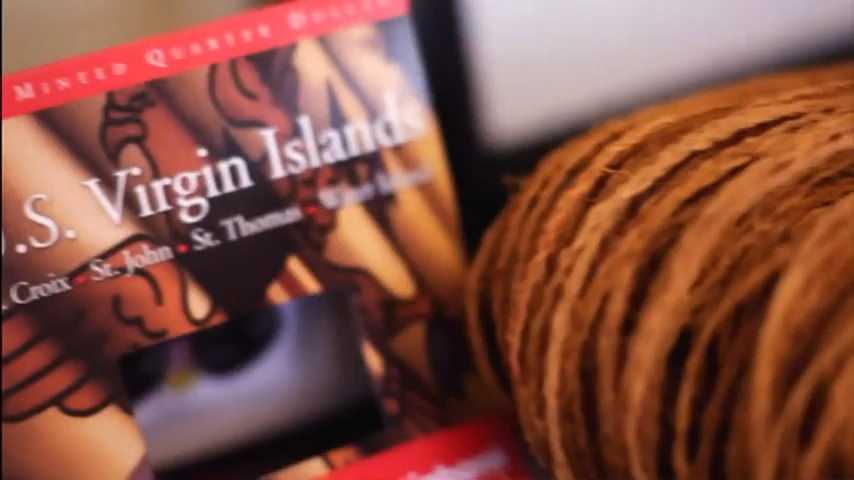 Minted Quarter Dollar
.S. Virgin Islands
. Croix • St. John • St. Thomas • Water Island